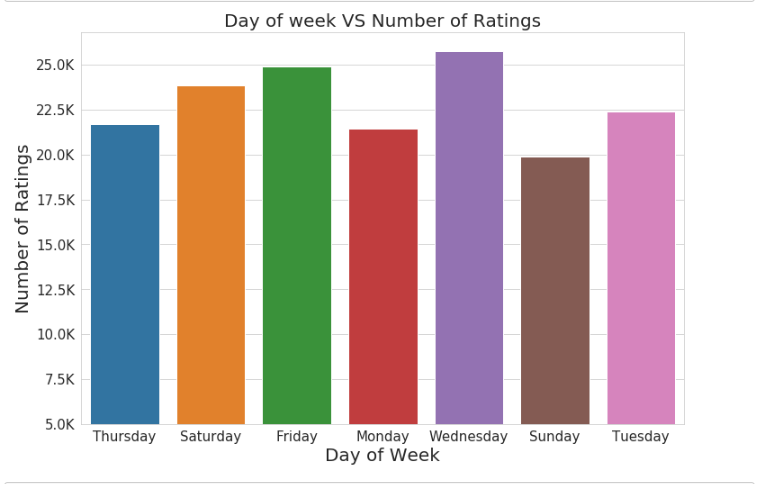 Day of week VS Number of Ratings
Number of Ratings
25.0K
22.5K
20.0K
17.5K
15.0K
12.5K
10.0K
7.5K
5.0K
Thursday Saturday Friday Monday Wednesday Sunday Tuesday
Day of Week